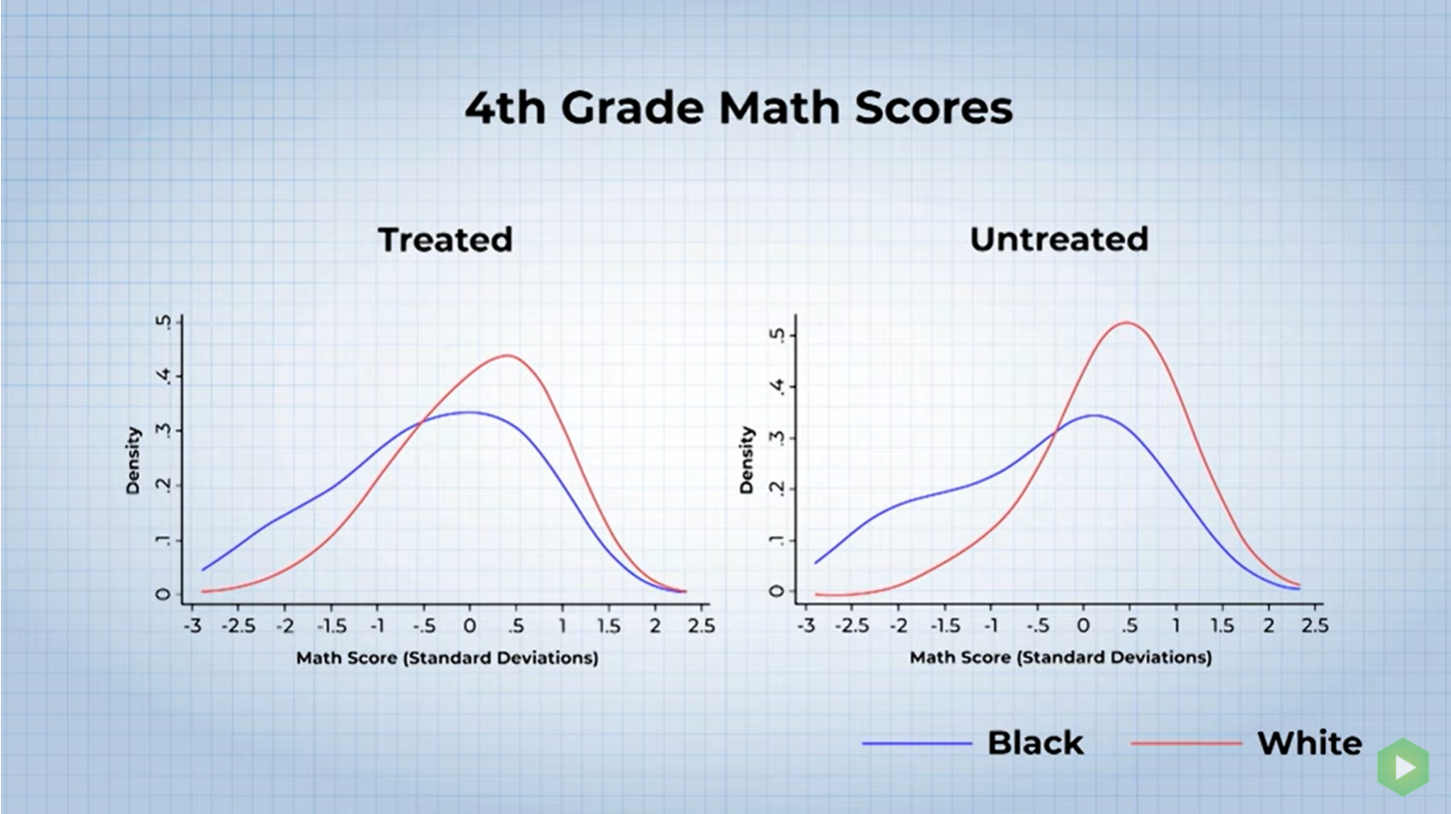 4th Grade Math Scores
Treated
Untreated
Density
.5
.4
.3
.2
.1
0
-3 -2.5 -2 -1.5 -1 -.5 0 .5 1 1.5 2 2.5
Math Score (Standard Deviations)
Density
.5
.4
.3
.2
.1
0
-3 -2.5 -2 -1.5 -1 -.5 0 .5 1 1.5 2 2.5
Math Score (Standard Deviations)
Black White